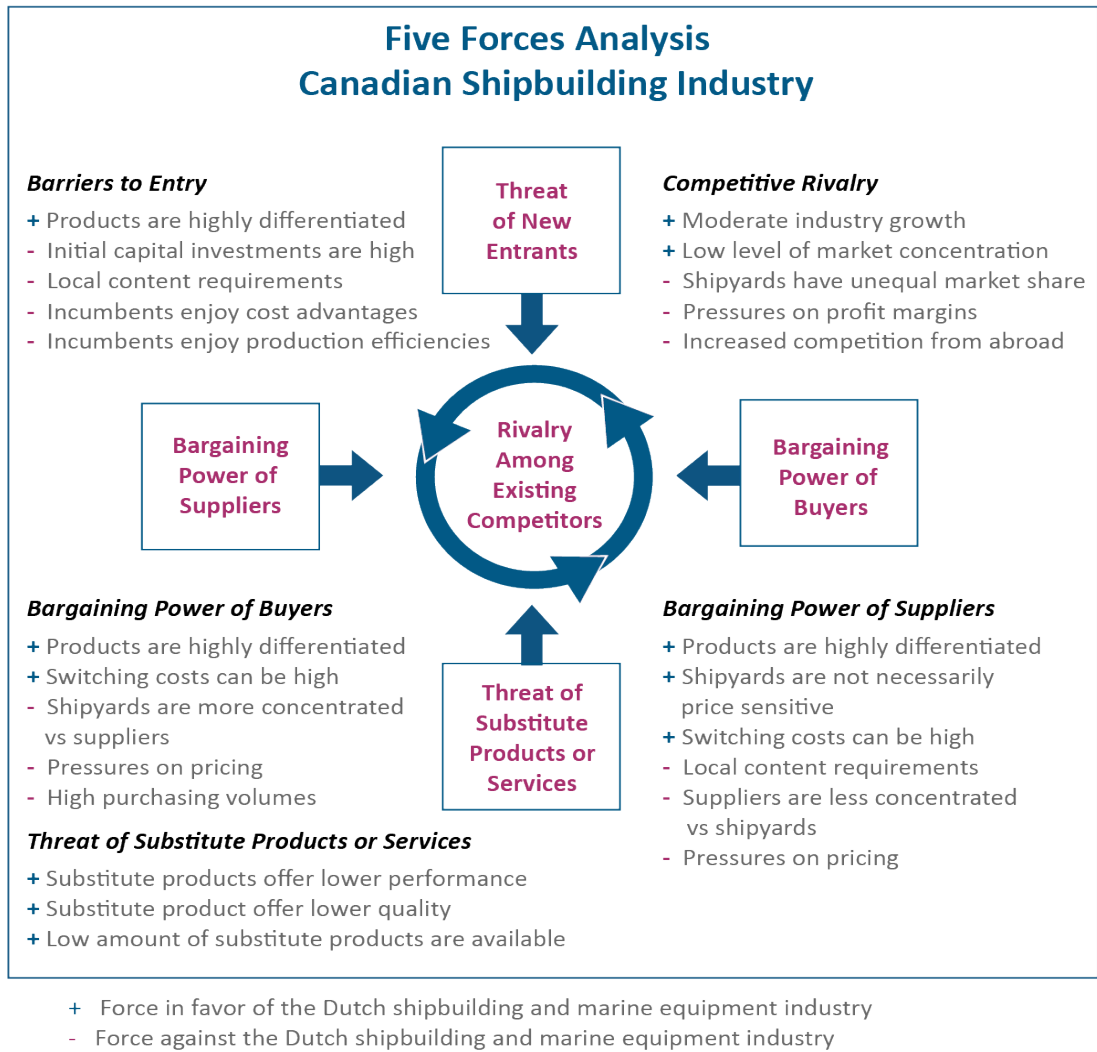 Five Forces Analysis
Canadian Shipbuilding Industry
Barriers to Entry
+ Products are highly differentiated
- Initial capital investments are high
- Local content requirements
- Incumbents enjoy cost advantages
- Incumbents enjoy production efficiencies
Threat
of New
Entrants
Competitive Rivalry
+ Moderate industry growth
+ Low level of market concentration
- Shipyards have unequal market share
- Pressures on profit margins
- Increased competition from abroad
Bargaining
Power of
Suppliers
Rivalry
Among
Existing
Competitors
Bargaining
Power of
Buyers
Bargaining Power of Buyers
+ Products are highly differentiated
+ Switching costs can be high
- Shipyards are more concentrated
vs suppliers
- Pressures on pricing
- High purchasing volumes
Threat of
Substitute
Products or
Services
Bargaining Power of Suppliers
+ Products are highly differentiated
+ Shipyards are not necessarily
price sensitive
+ Switching costs can be high
- Local content requirements
- Suppliers are less concentrated
vs shipyards
- Pressures on pricing
Threat of Substitute Products or Services
+ Substitute products offer lower performance
+ Substitute product offer lower quality
+ Low amount of substitute products are available
+ Force in favor of the Dutch shipbuilding and marine equipment industry
- Force against the Dutch shipbuilding and marine equipment industry